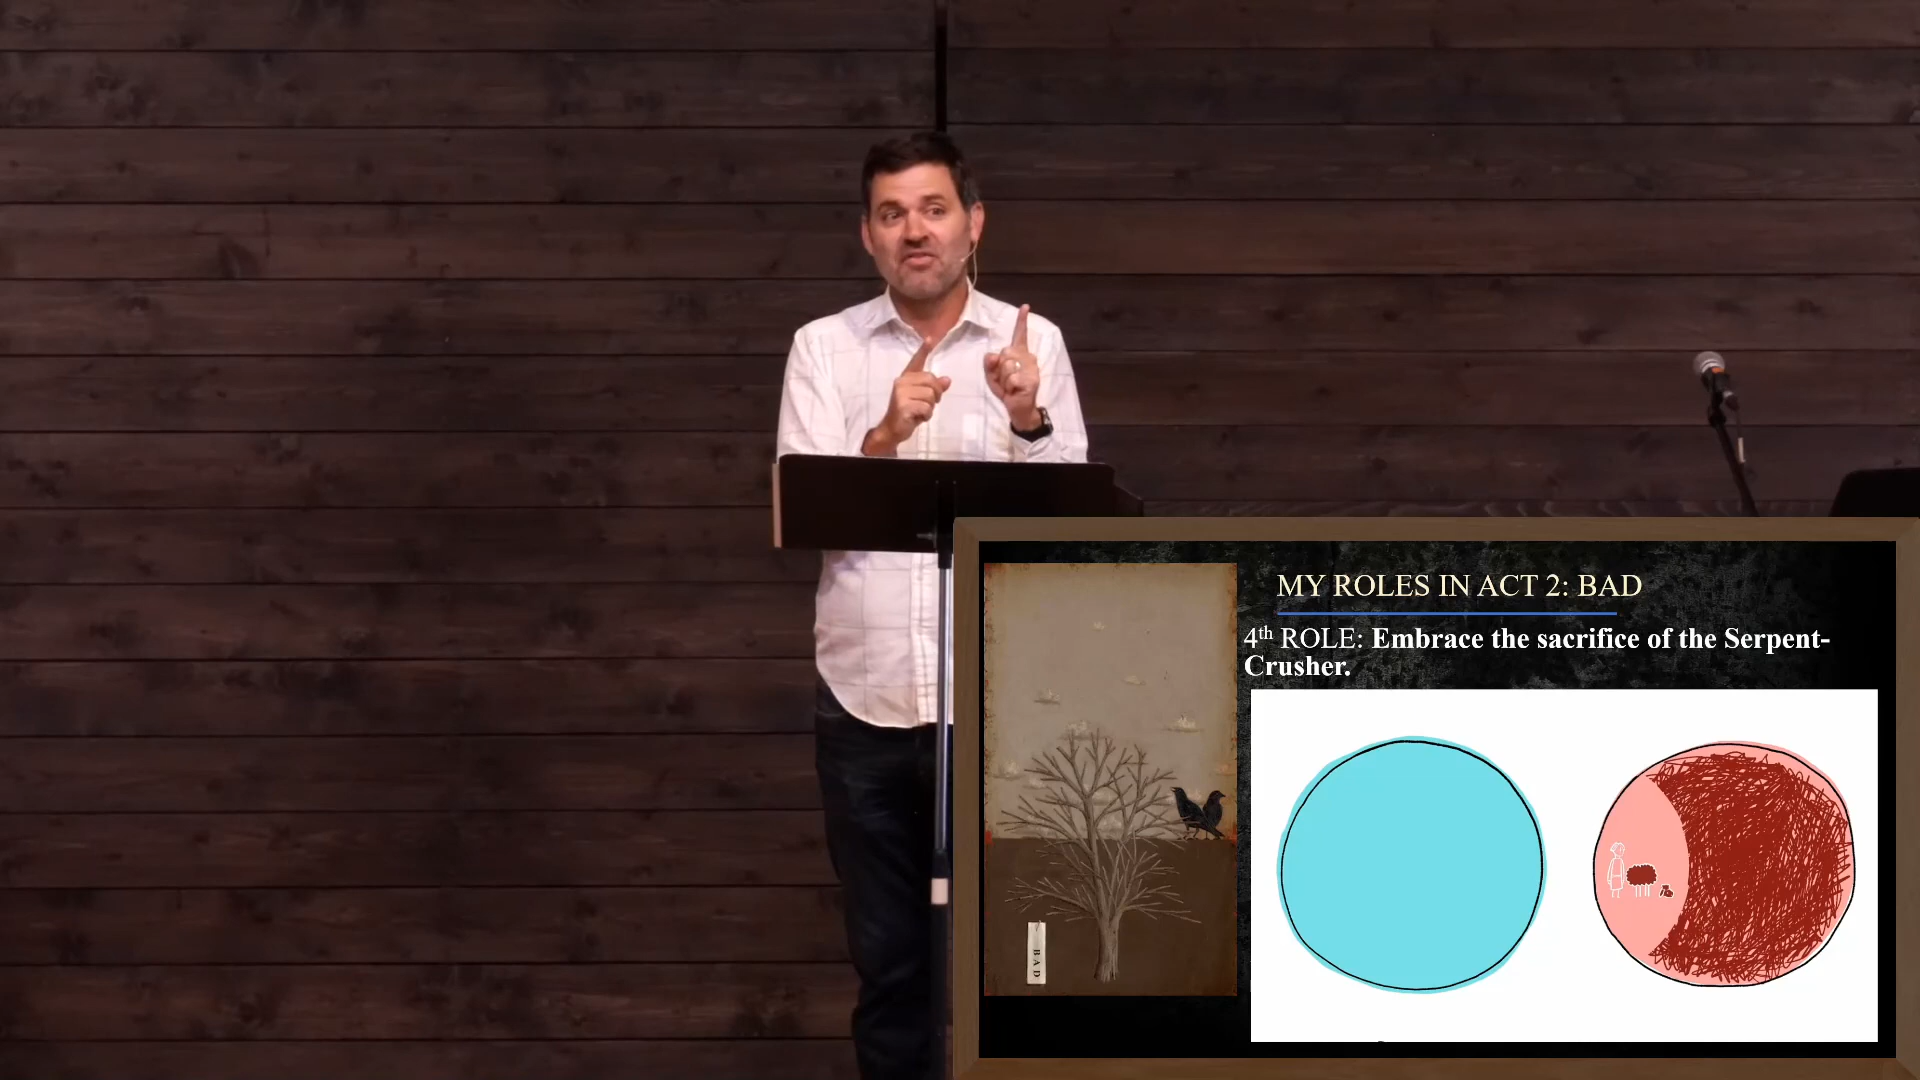 MY ROLES IN ACT 2: BAD
4th ROLE: Embrace the sacrifice of the Serpent-
Crusher.
BAD